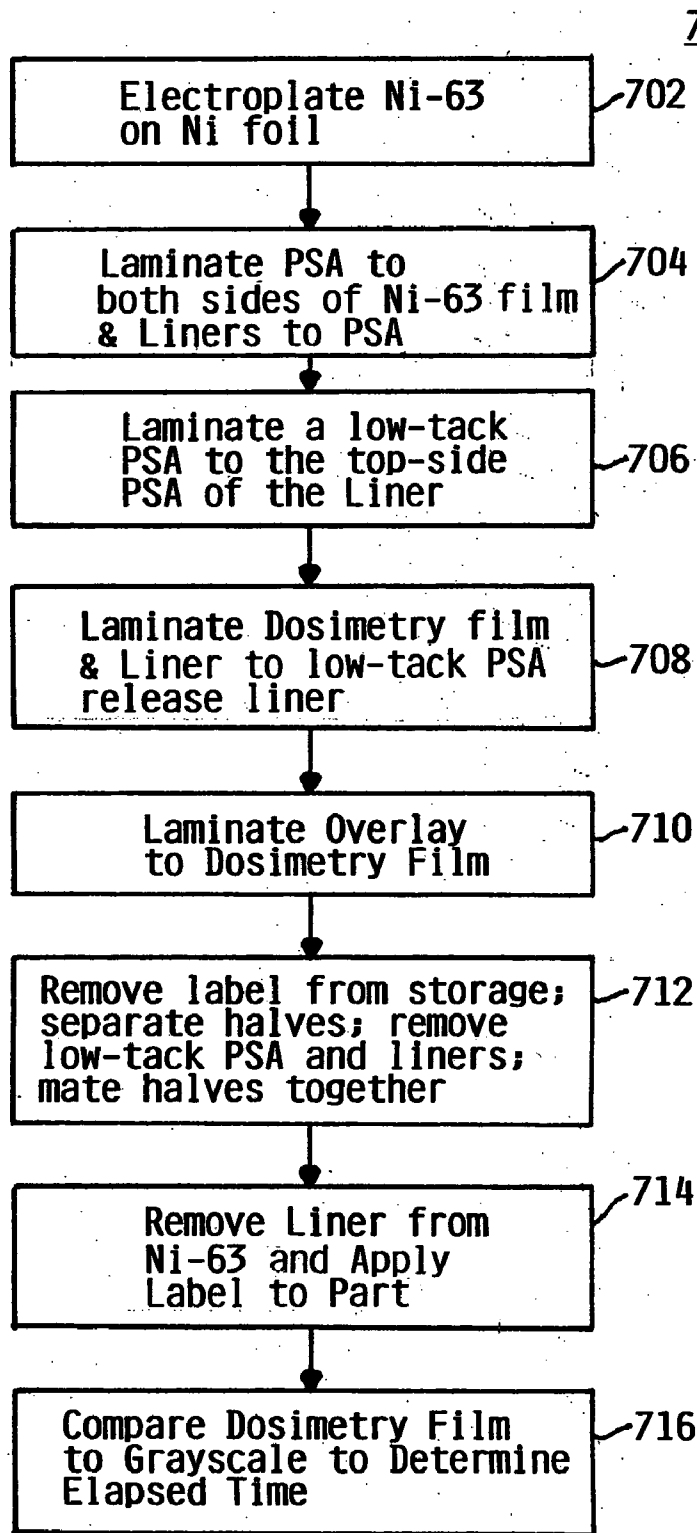 7
Electroplate Ni-63
on Ni foil
702
Laminate PSA to
both sides of Ni-63 film
& Liners to PSA
704
Laminate a low-tack
PSA to the top-side
PSA of the Liner
706
Laminate Dosimetry film
& Liner to low-tack PSA
release liner
708
Laminate Overlay
to Dosimetry Film
710
Remove label from storage;
separate halves; remove
low-tack PSA and liners;
mate halves together
712
Remove Liner from
Ni-63 and Apply
Label to Part
714
Compare Dosimetry Film
to Grayscale to Determine
Elapsed Time
716